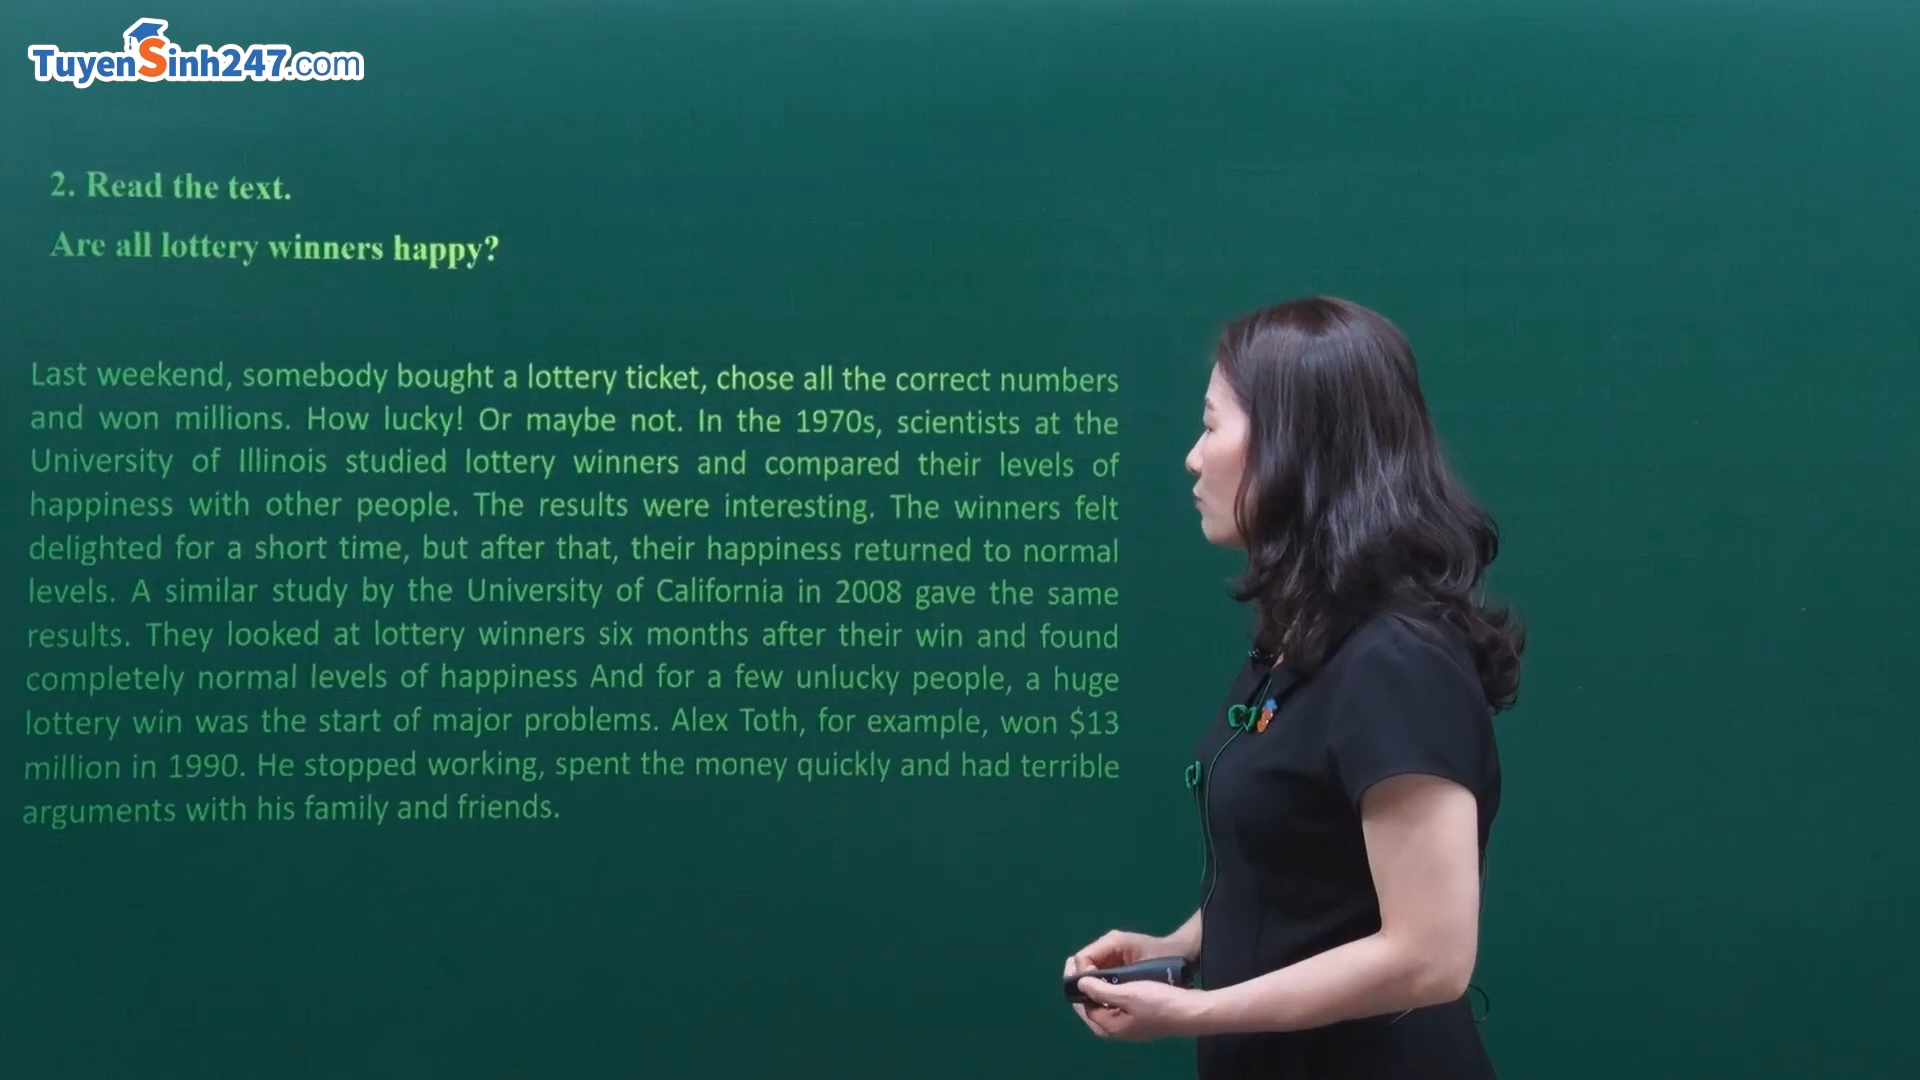 TuyenSinh247.com
2. Read the text.
Are all lottery winners happy?
Last weekend, somebody bought a lottery ticket, chose all the correct numbers
and won millions. How lucky! Or maybe not. In the 1970s, scientists at the
University of Illinois studied lottery winners and compared their levels of
happiness with other people. The results were interesting. The winners felt
delighted for a short time, but after that, their happiness returned to normal
levels. A similar study by the University of California in 2008 gave the same
results. They looked at lottery winners six months after their win and found
completely normal levels of happiness And for a few unlucky people, a huge
lottery win was the start of major problems. Alex Toth, for example, won $13
million in 1990. He stopped working, spent the money quickly and had terrible
arguments with his family and friends.